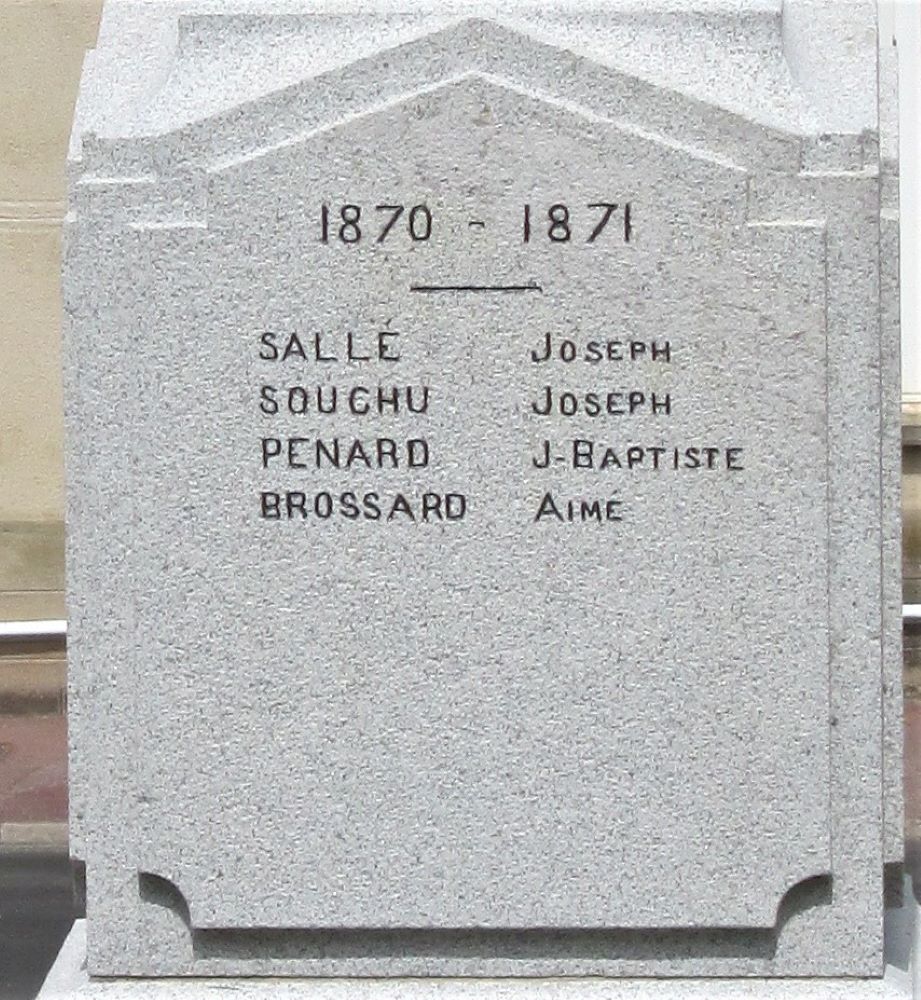 1870 - 1871
SALLÉ JOSEPH
SOUCHU JOSEPH
PENARD J-BAPTISTE
BROSSARD AIMÉ